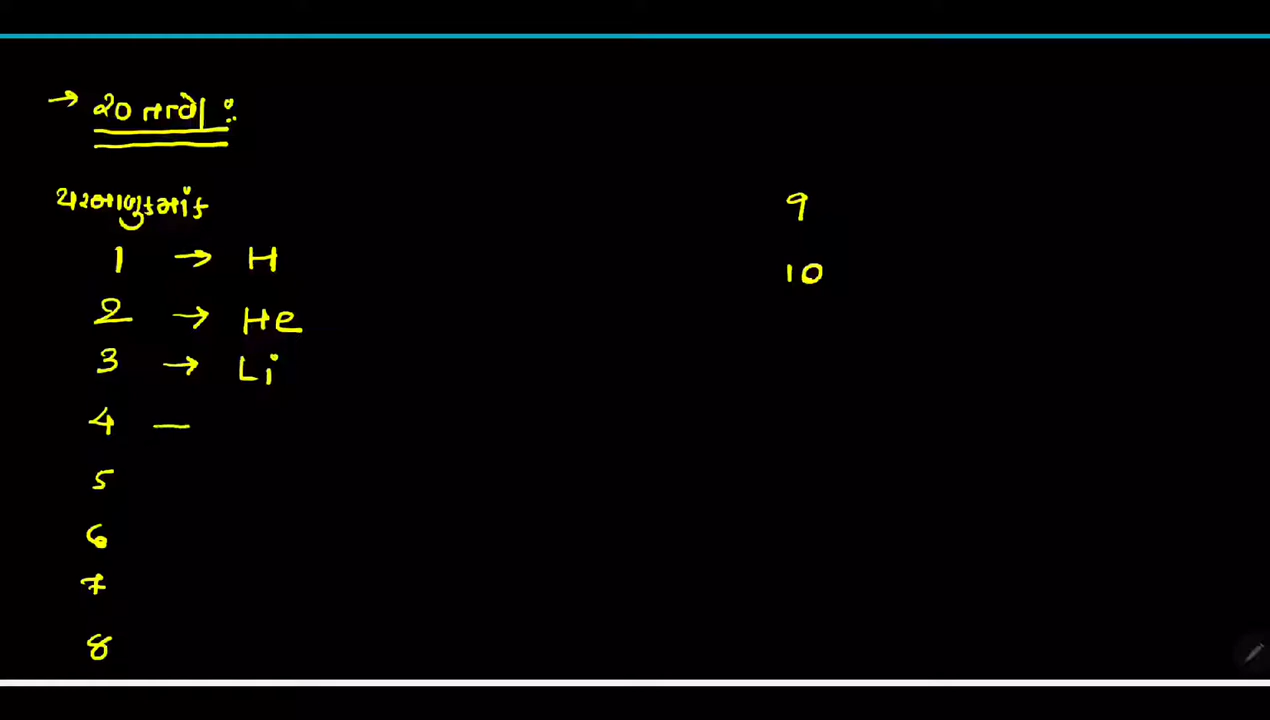 → ૨૦ તત્વો :
પરમાણુક્રમાંક
1 → H
2 → He
3 → Li
4 —
5
6
7
8
9
10